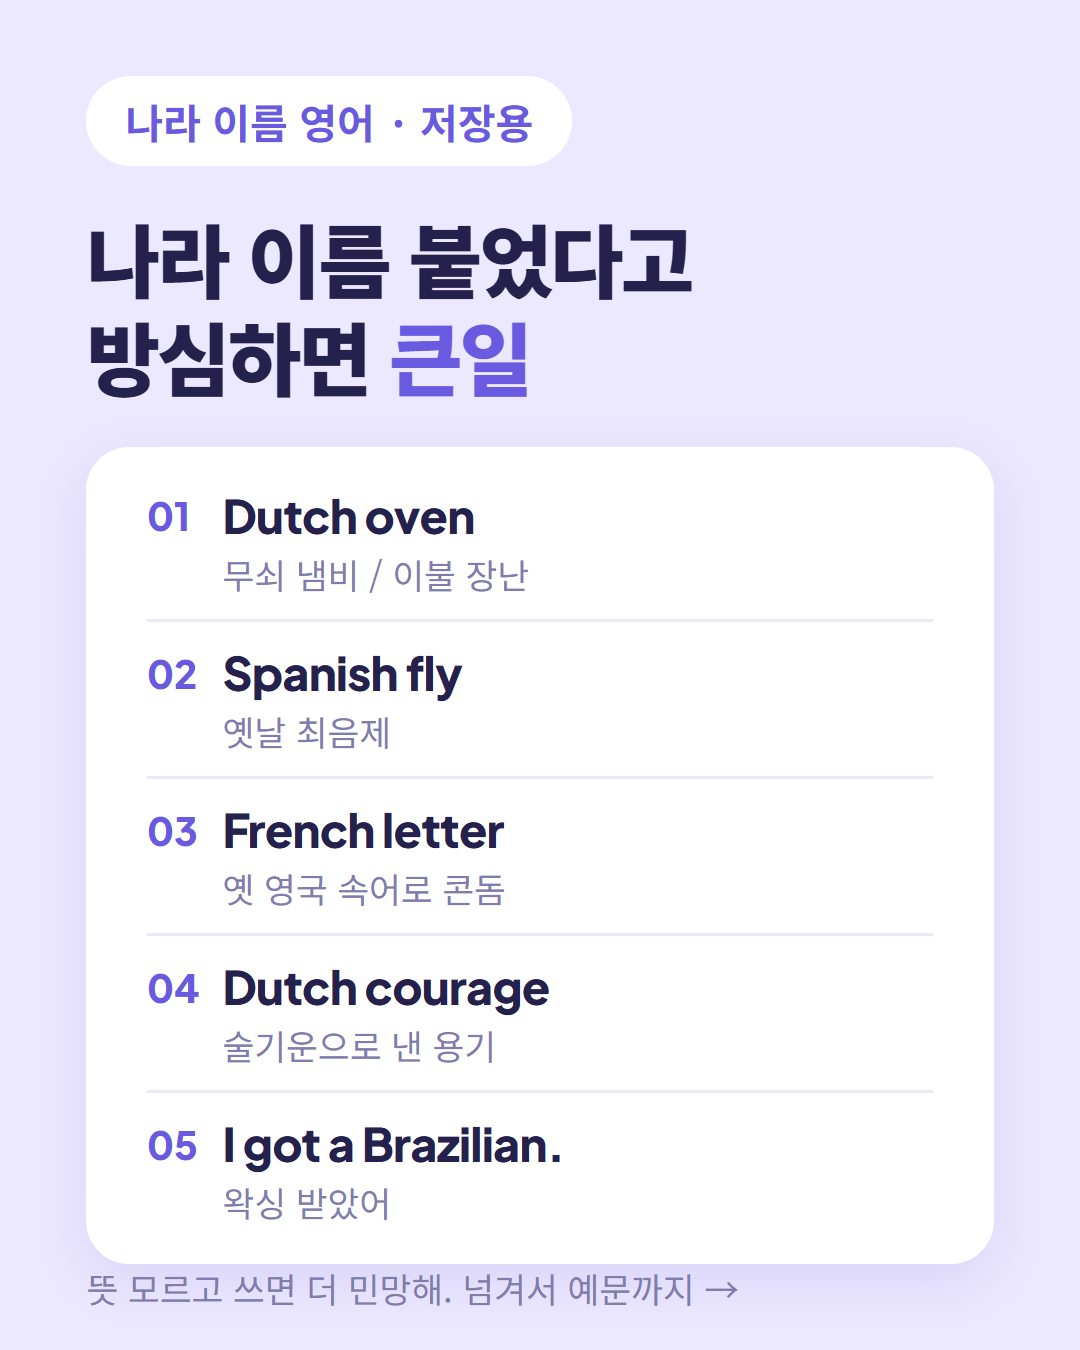 나라 이름 영어 · 저장용
나라 이름 붙었다고
방심하면 큰일
01 Dutch oven
무쇠 냄비 / 이불 장난
02 Spanish fly
옛날 최음제
03 French letter
옛 영국 속어로 콘돔
04 Dutch courage
술기운으로 낸 용기
05 I got a Brazilian.
왁싱 받았어
뜻 모르고 쓰면 더 민망해. 넘겨서 예문까지 →